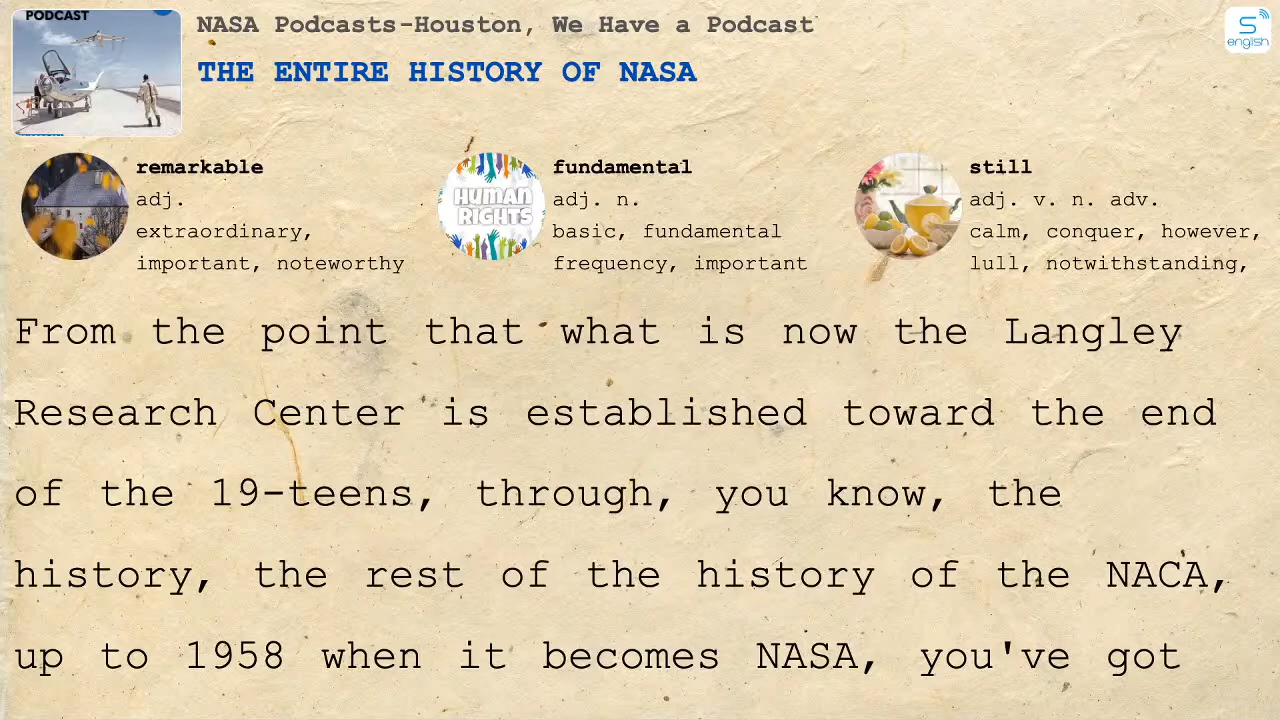 PODCAST
NASA Podcasts-Houston, We Have a Podcast
THE ENTIRE HISTORY OF NASA
S
english
remarkable
adj.
extraordinary,
important, noteworthy
HUMAN
RIGHTS
fundamental
adj. n.
basic, fundamental
frequency, important
still
adj. v. n. adv.
calm, conquer, however,
lull, notwithstanding,
From the point that what is now the Langley
Research Center is established toward the end
of the 19-teens, through, you know, the
history, the rest of the history of the NACA,
up to 1958 when it becomes NASA, you've got